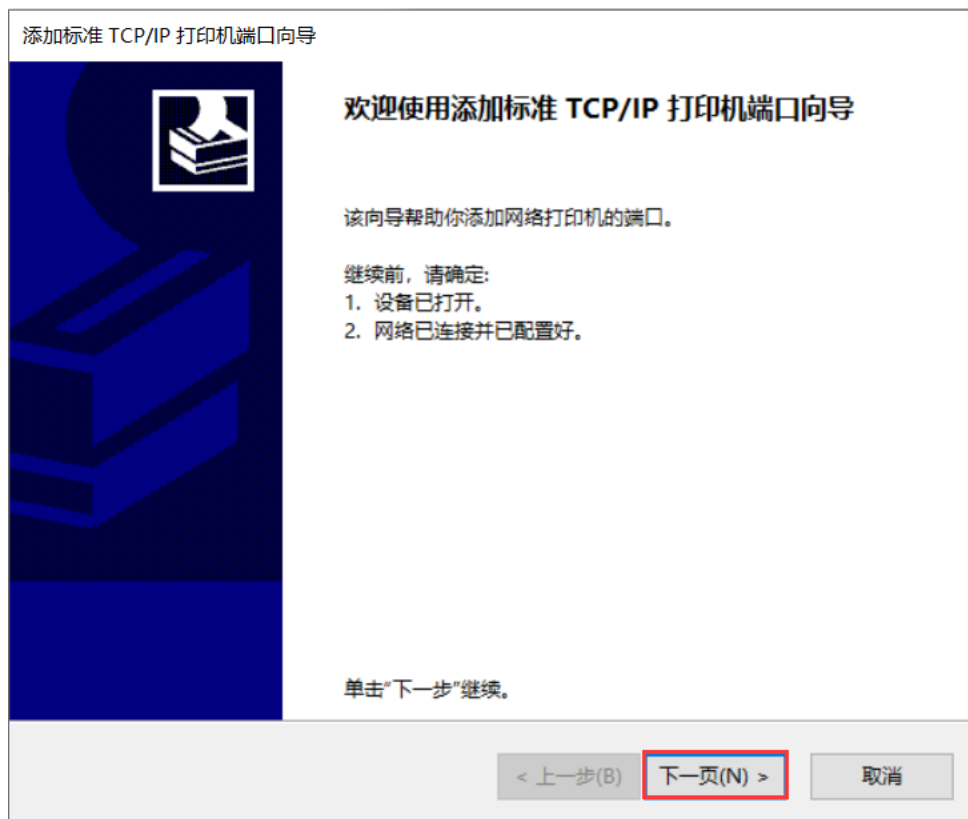 添加标准 TCP/IP 打印机端口向导
欢迎使用添加标准 TCP/IP 打印机端口向导
该向导帮助你添加网络打印机的端口。
继续前，请确定:
1. 设备已打开。
2. 网络已连接并已配置好。
单击“下一步”继续。
< 上一步(B)
下一页(N) >
取消